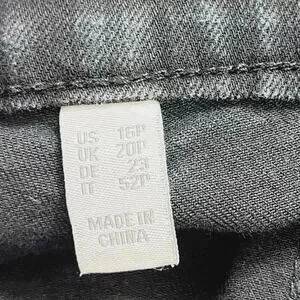 US 16P
UK 20P
DE 23
IT 52P
MADE IN
CHINA